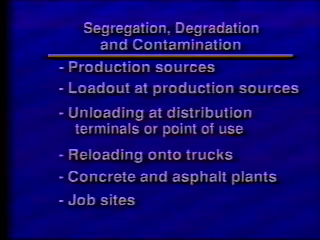 Segregation, Degradation
and Contamination
- Production sources
- Loadout at production sources
- Unloading at distribution
terminals or point of use
- Reloading onto trucks
- Concrete and asphalt plants
- Job sites